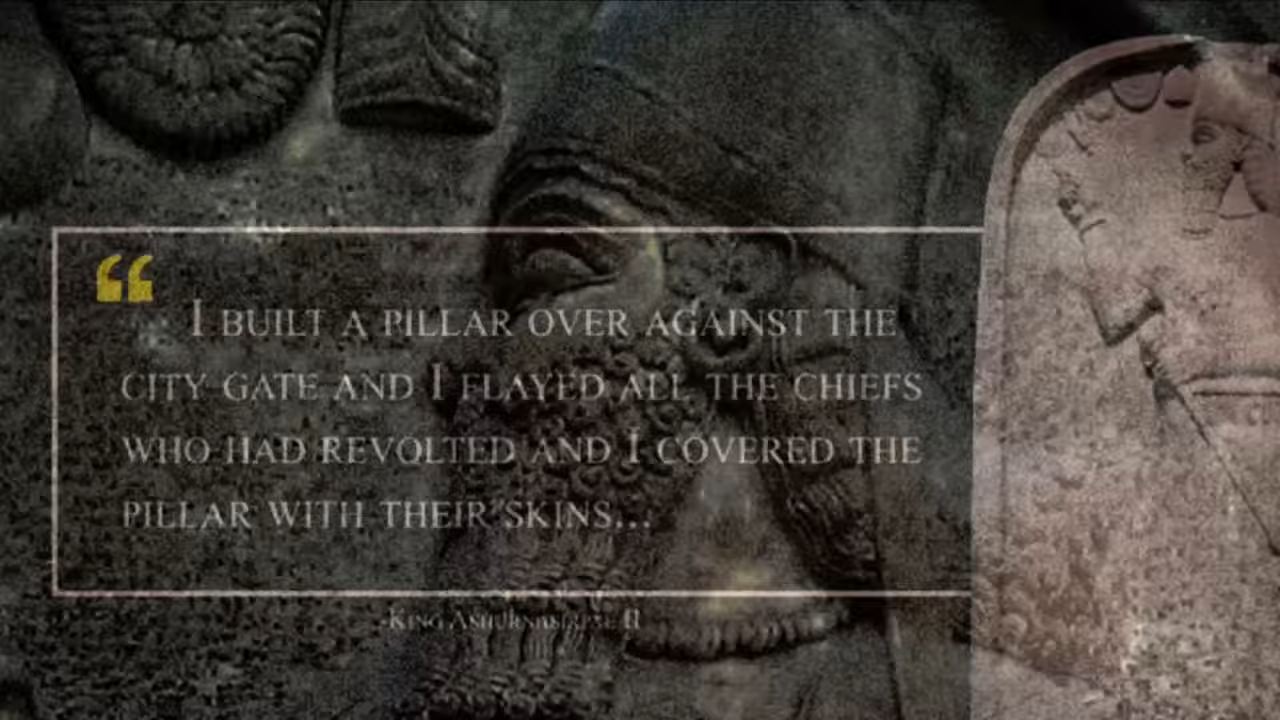 “ I BUILT A PILLAR OVER AGAINST THE
CITY GATE AND I FLAYED ALL THE CHIEFS
WHO HAD REVOLTED AND I COVERED THE
PILLAR WITH THEIR SKINS...
-KING ASHURNASIRPAL II